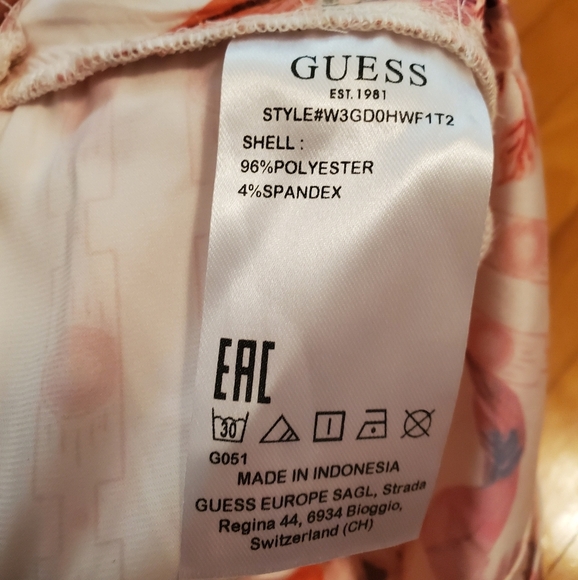 GUESS
EST.1981
STYLE#W3GD0HWF1T2
SHELL :
96%POLYESTER
4%SPANDEX
EAC
30
G051
MADE IN INDONESIA
GUESS EUROPE SAGL, Strada
Regina 44, 6934 Bioggio,
Switzerland (CH)